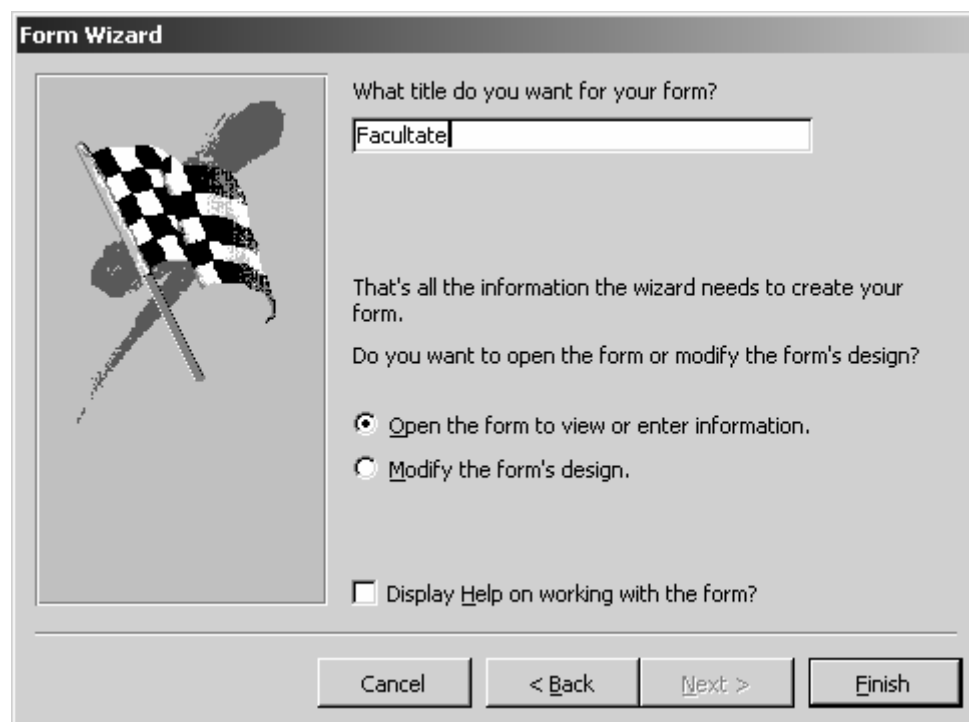 Form Wizard
What title do you want for your form?
Facultate
That's all the information the wizard needs to create your
form.
Do you want to open the form or modify the form's design?
Open the form to view or enter information.
Modify the form's design.
Display Help on working with the form?
Cancel
< Back
Next >
Finish